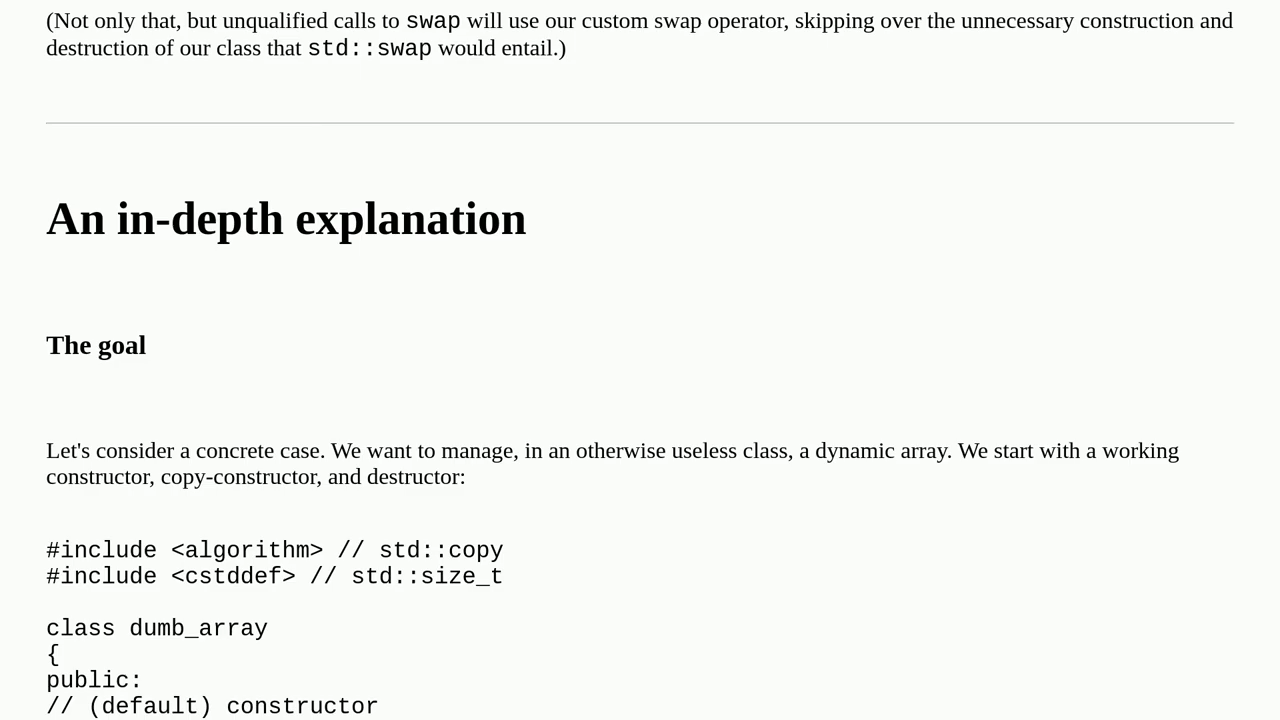 (Not only that, but unqualified calls to swap will use our custom swap operator, skipping over the unnecessary construction and
destruction of our class that std::swap would entail.)
An in-depth explanation
The goal
Let's consider a concrete case. We want to manage, in an otherwise useless class, a dynamic array. We start with a working
constructor, copy-constructor, and destructor:
#include <algorithm> // std::copy
#include <cstddef> // std::size_t
class dumb_array
{
public:
// (default) constructor